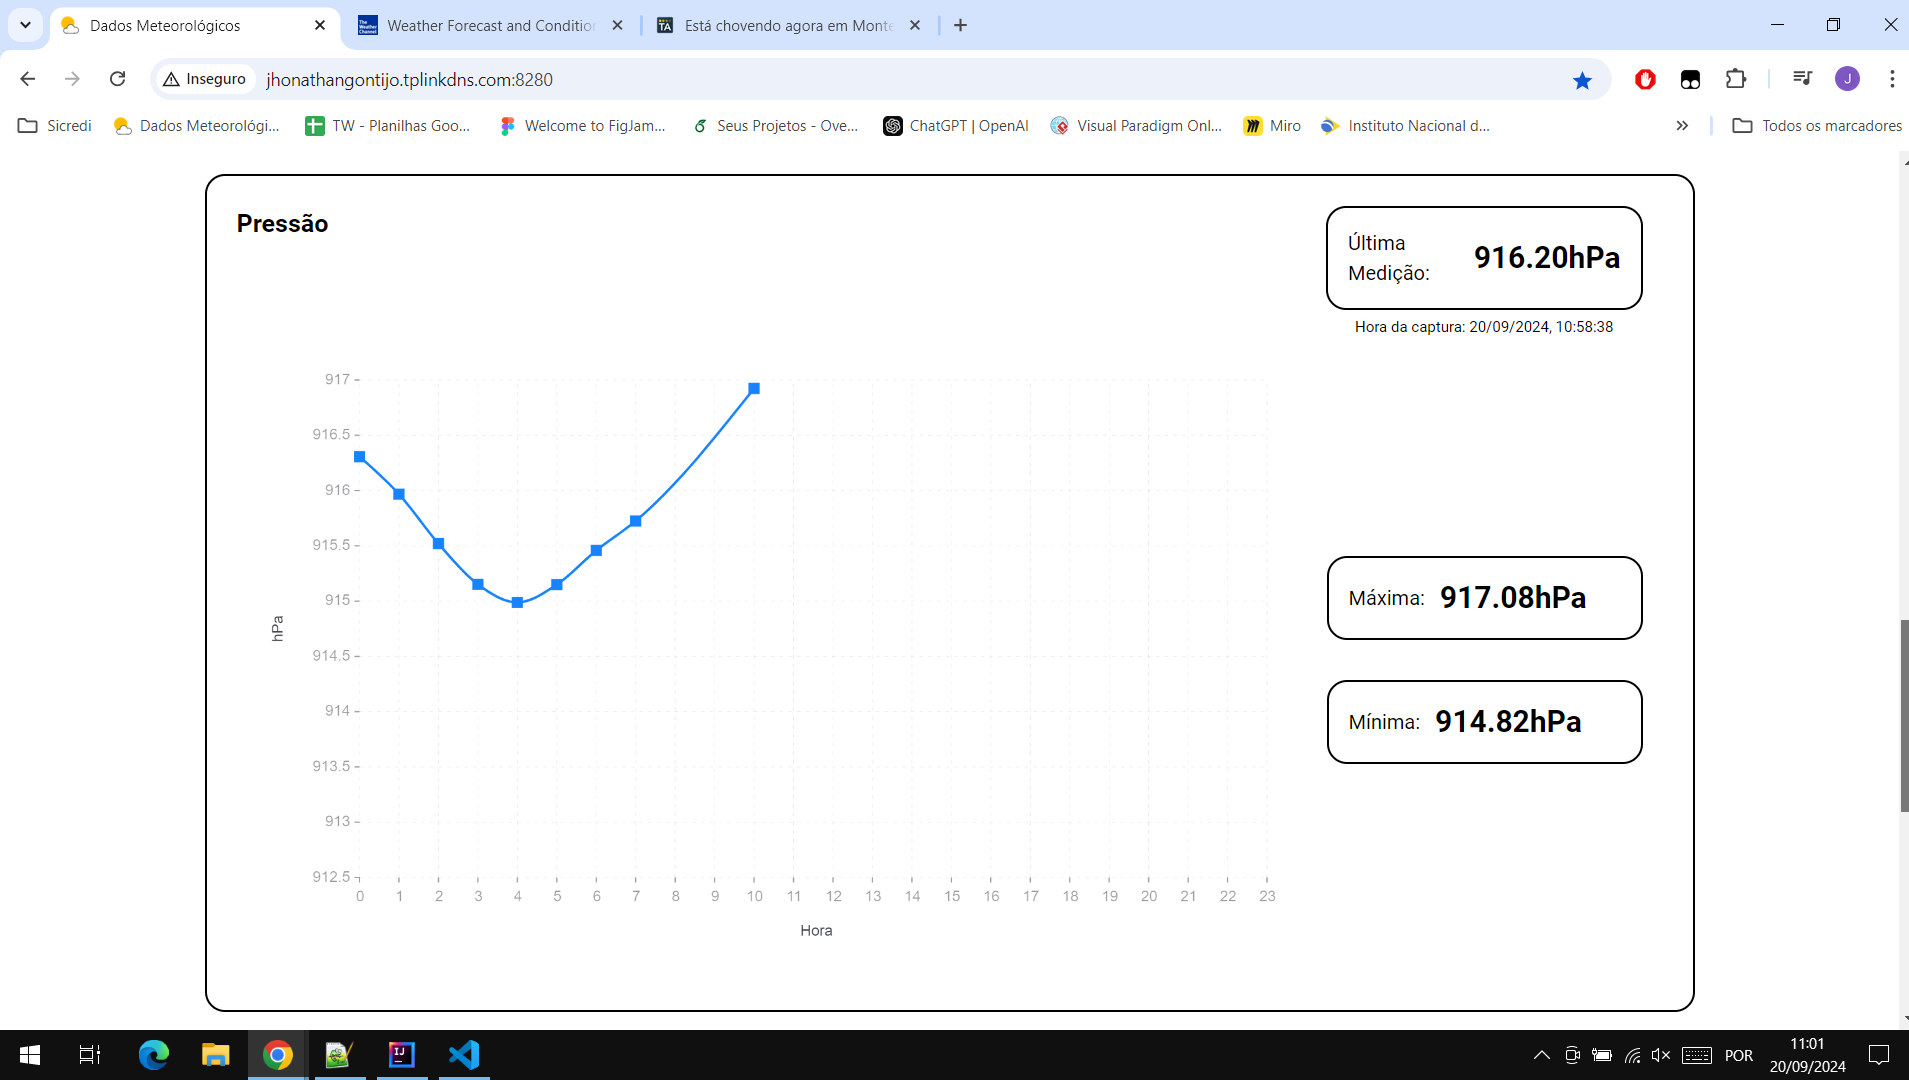 Dados Meteorológicos
Weather Forecast and Conditio
Está chovendo agora em Monte
Inseguro
jhonathangontijo.tplinkdns.com:8280
J
Sicredi
Dados Meteorológi...
TW - Planilhas Goo...
Welcome to FigJam...
Seus Projetos - Ove...
ChatGPT | OpenAI
Visual Paradigm Onl...
Miro
Instituto Nacional d...
Todos os marcadores
Pressão
Última
Medição:
916.20hPa
Hora da captura: 20/09/2024, 10:58:38
917
916.5
916
915.5
915
914.5
914
913.5
913
912.5
hPa
0 1 2 3 4 5 6 7 8 9 10 11 12 13 14 15 16 17 18 19 20 21 22 23
Hora
Máxima: 917.08hPa
Mínima: 914.82hPa
POR
11:01
20/09/2024